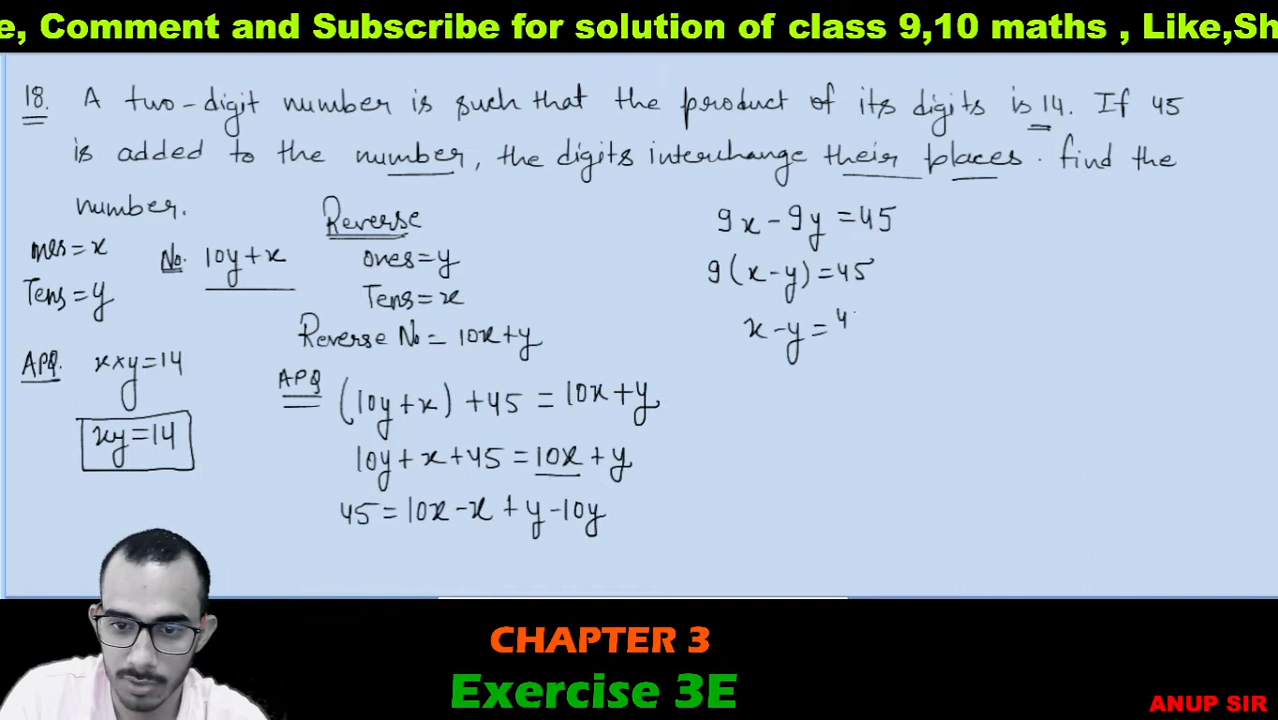 e, Comment and Subscribe for solution of class 9,10 maths , Like,Sh
18. A two-digit number is such that the product of its digits is 14. If 45
is added to the number, the digits interchange their places. find the
number.
ones = x
Tens = y
No. 10y+x
Reverse
ones = y
Tens = x
Reverse No = 10x+y
APQ. x×y=14
xy=14
APQ
(10y+x) +45 = 10x+y
10y+x+45 = 10x+y
45 = 10x-x+y-10y
9x-9y=45
9(x-y)=45
x-y=4
CHAPTER 3
Exercise 3E
ANUP SIR